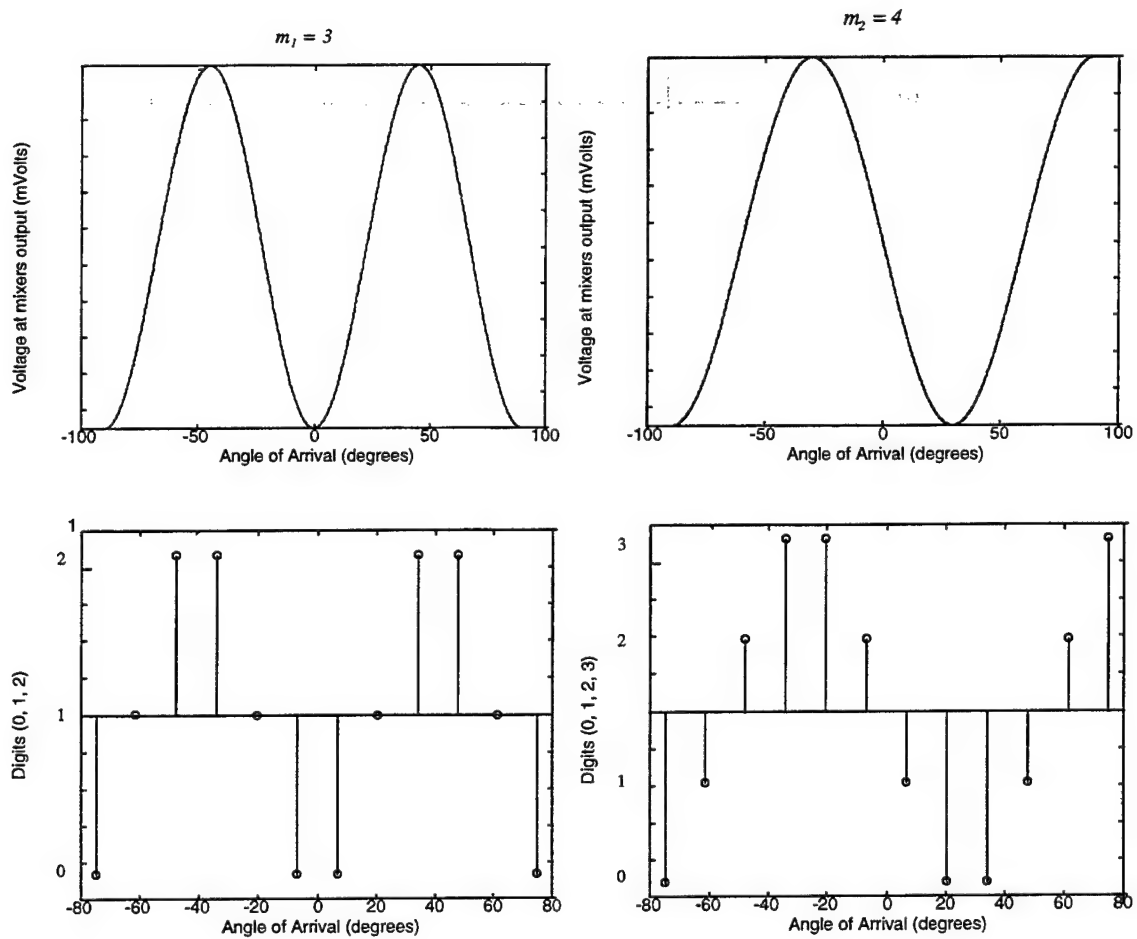 m₁ = 3
Voltage at mixers output (mVolts)
-100 -50 0 50 100
Angle of Arrival (degrees)
m₂ = 4
Voltage at mixers output (mVolts)
-100 -50 0 50 100
Angle of Arrival (degrees)
1
2
1
0
Digits (0, 1, 2)
-80 -60 -40 -20 0 20 40 60 80
Angle of Arrival (degrees)
3
2
1
0
Digits (0, 1, 2, 3)
-80 -60 -40 -20 0 20 40 60 80
Angle of Arrival (degrees)